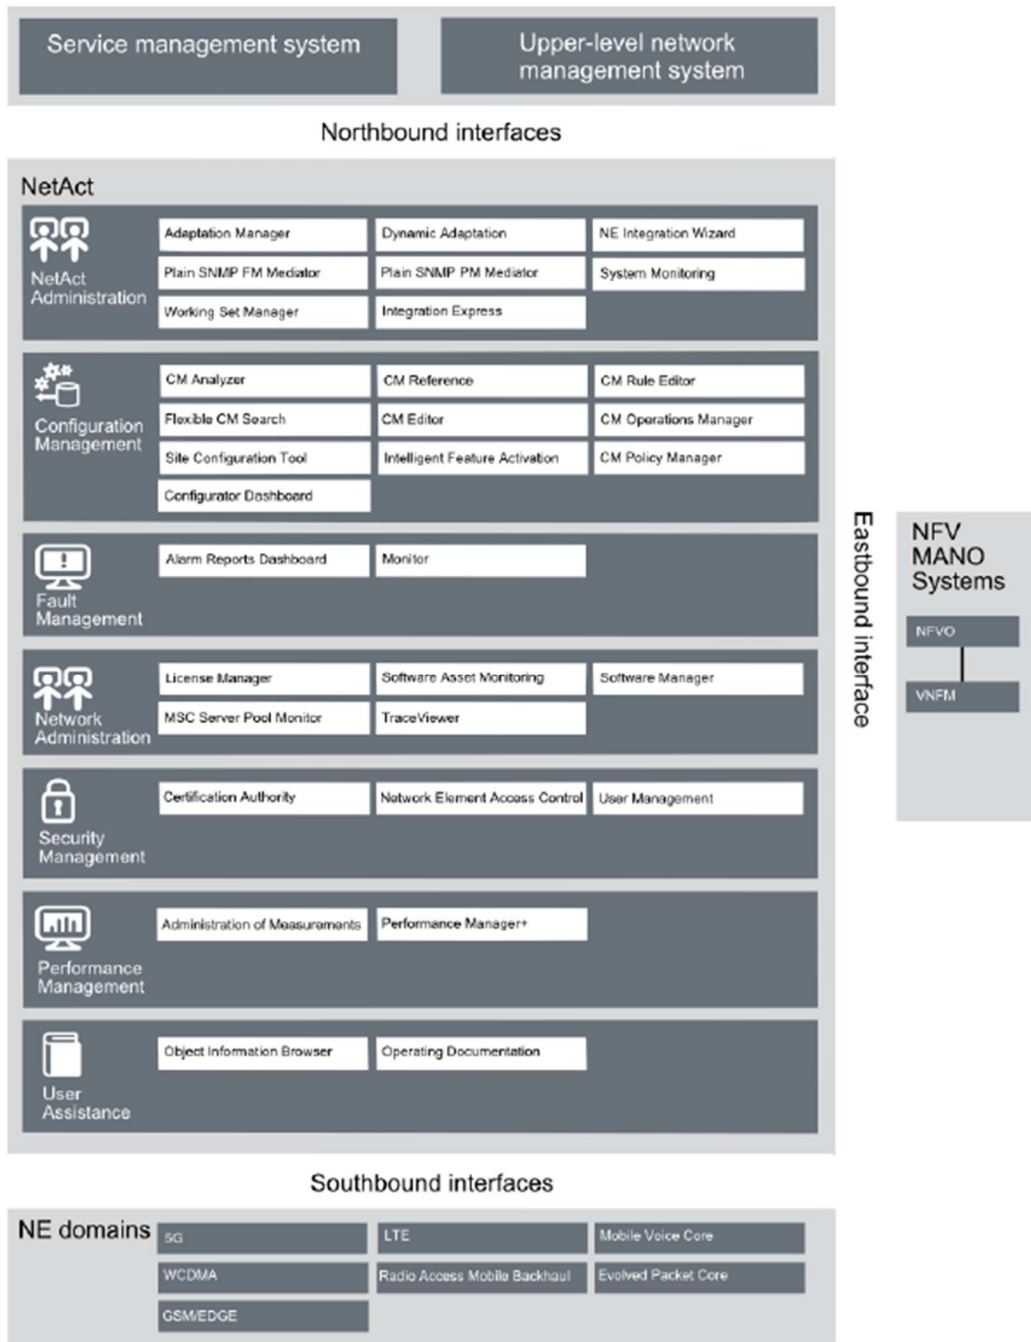 Service management system
Upper-level network
management system
Northbound interfaces
NetAct
NetAct
Administration
Adaptation Manager
Dynamic Adaptation
NE Integration Wizard
Plain SNMP FM Mediator
Plain SNMP PM Mediator
System Monitoring
Working Set Manager
Integration Express
Configuration
Management
CM Analyzer
CM Reference
CM Rule Editor
Flexible CM Search
CM Editor
CM Operations Manager
Site Configuration Tool
Intelligent Feature Activation
CM Policy Manager
Configurator Dashboard
Fault
Management
Alarm Reports Dashboard
Monitor
Network
Administration
License Manager
Software Asset Monitoring
Software Manager
MSC Server Pool Monitor
TraceViewer
Security
Management
Certification Authority
Network Element Access Control
User Management
Performance
Management
Administration of Measurements
Performance Manager+
User
Assistance
Object Information Browser
Operating Documentation
Eastbound interface
NFV
MANO
Systems
NFVO
VNFM
Southbound interfaces
NE domains
5G
LTE
Mobile Voice Core
WCDMA
Radio Access Mobile Backhaul
Evolved Packet Core
GSM/EDGE